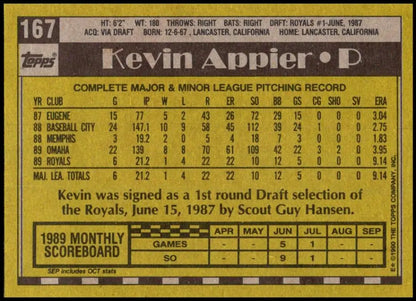 167
HT: 6'2" WT: 180 THROWS: RIGHT BATS: RIGHT DRFT: ROYALS #1-JUNE, 1987
ACQ: VIA DRAFT BORN: 12-6-67, LANCASTER, CALIFORNIA HOME: LANCASTER, CALIFORNIA
Topps
Kevin Appier • P
COMPLETE MAJOR & MINOR LEAGUE PITCHING RECORD
YR CLUB G IP W L R ER SO BB GS CG SHO SV ERA
87 EUGENE 15 77 5 2 43 26 72 29 15 0 0 0 3.04
88 BASEBALL CITY 24 147.1 10 9 58 45 112 39 24 1 0 0 2.75
88 MEMPHIS 3 19.2 2 0 5 4 18 7 3 0 0 0 1.83
89 OMAHA 22 139 8 8 70 61 109 42 22 3 2 0 3.95
89 ROYALS 6 21.2 1 4 22 22 10 12 5 0 0 0 9.14
MAJ. LEA. TOTALS 6 21.2 1 4 22 22 10 12 5 0 0 0 9.14
Kevin was signed as a 1st round Draft selection of
the Royals, June 15, 1987 by Scout Guy Hansen.
1989 MONTHLY
SCOREBOARD
SEP includes OCT stats
APR MAY JUN JUL AUG SEP
GAMES 5 1
SO 9 1
©1990 THE TOPPS COMPANY, INC.